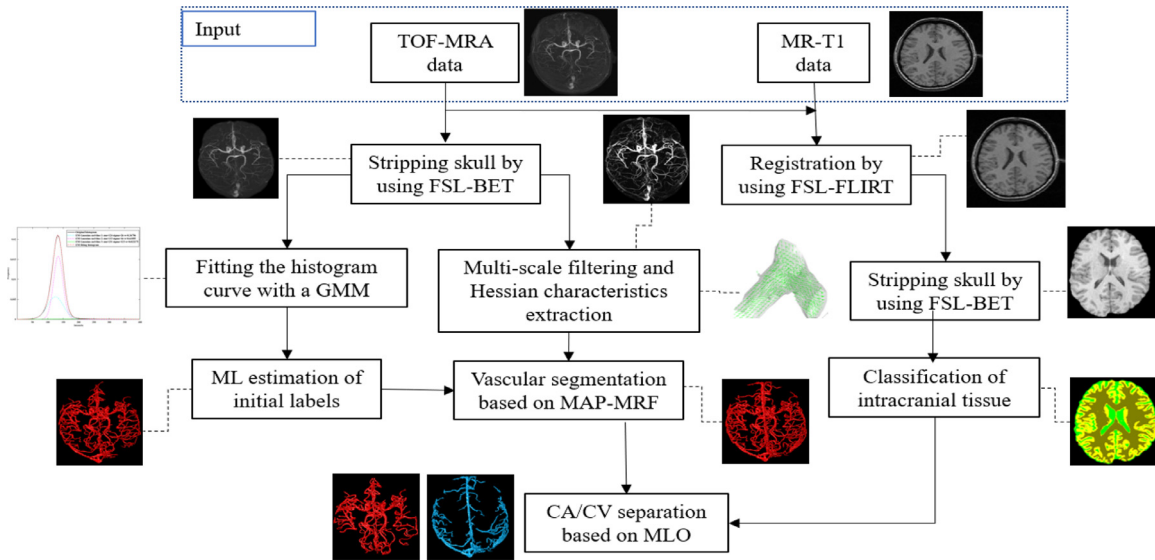 Input
TOF-MRA
data
MR-T1
data
Stripping skull by
using FSL-BET
Registration by
using FSL-FLIRT
Fitting the histogram
curve with a GMM
Multi-scale filtering and
Hessian characteristics
extraction
Stripping skull by
using FSL-BET
ML estimation of
initial labels
Vascular segmentation
based on MAP-MRF
Classification of
intracranial tissue
CA/CV separation
based on MLO